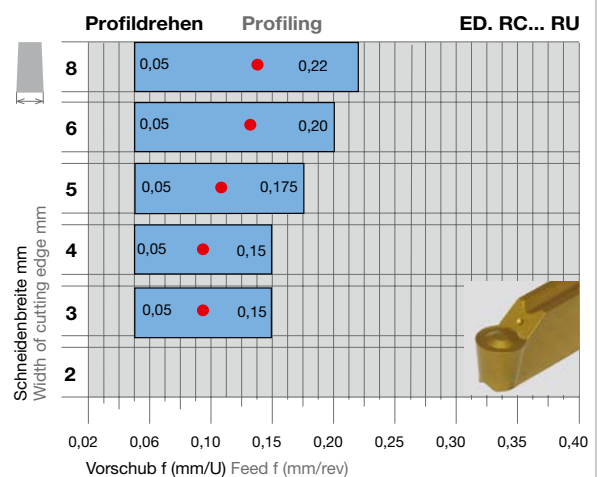 Profildrehen Profiling ED. RC... RU
8 0,05 0,22
6 0,05 0,20
5 0,05 0,175
4 0,05 0,15
3 0,05 0,15
2
Schneidenbreite mm
Width of cutting edge mm
0,02 0,06 0,10 0,15 0,20 0,25 0,30 0,35 0,40
Vorschub f (mm/U) Feed f (mm/rev)